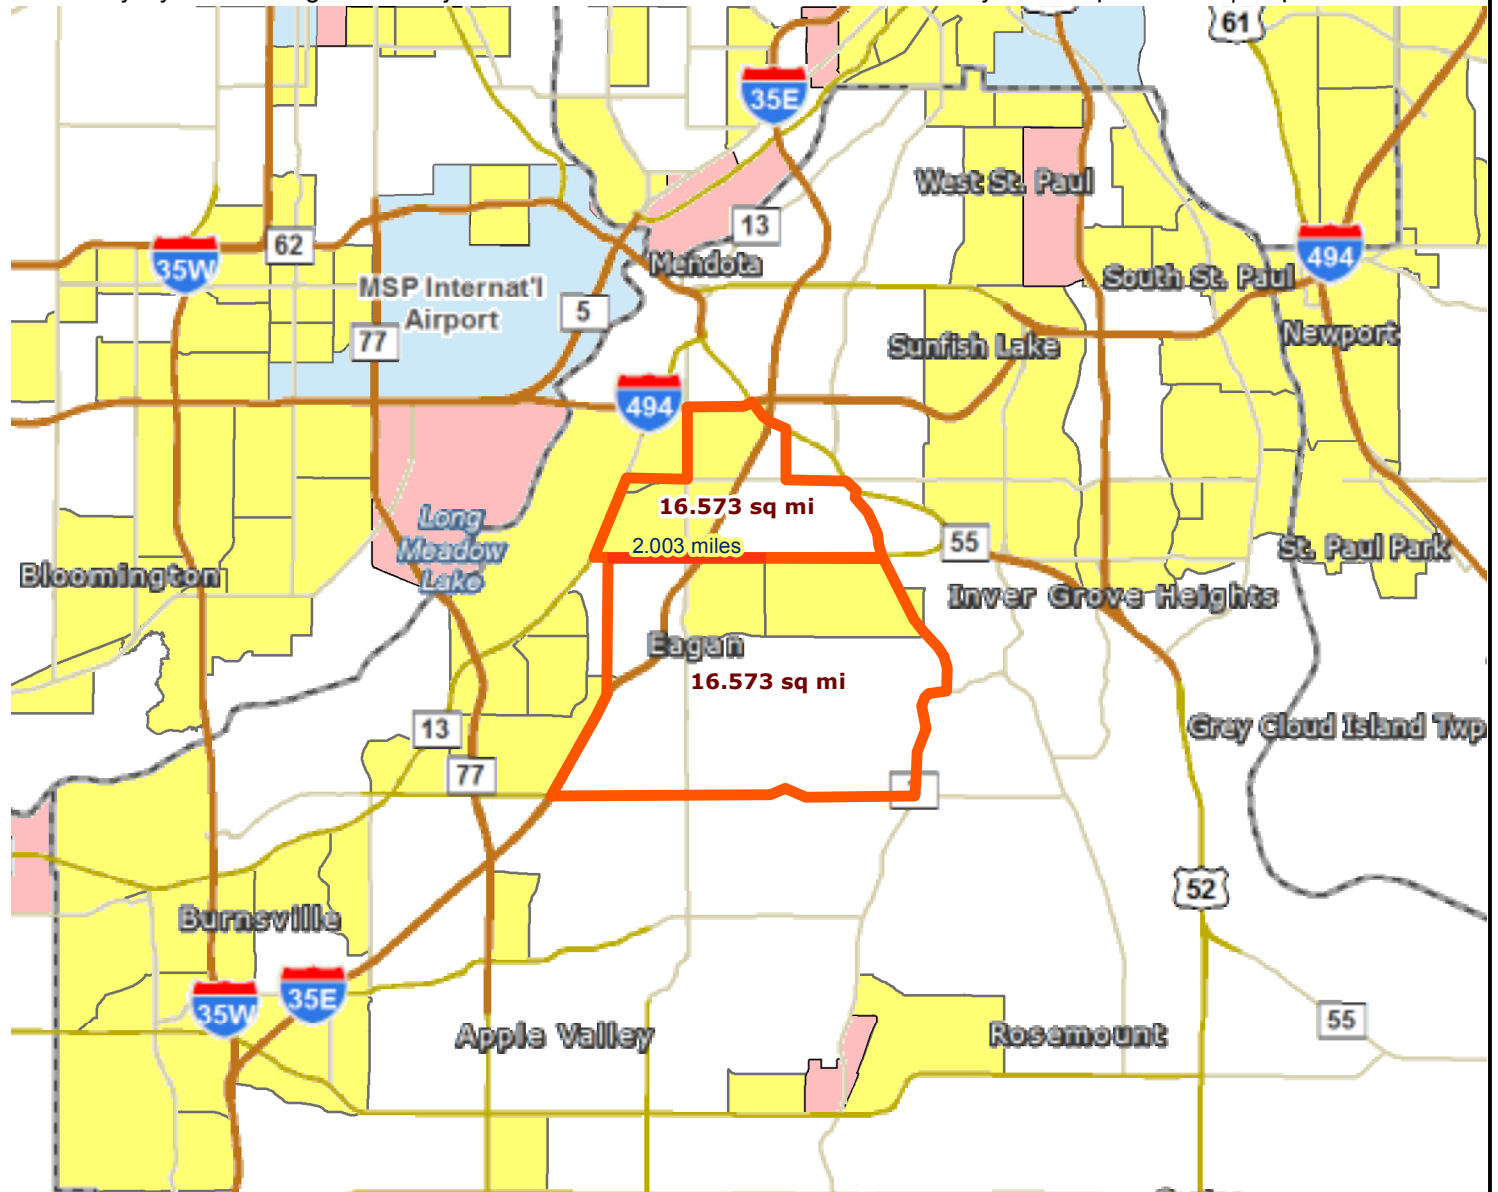 61
35E
West St. Paul
13
62
35W
494
Mendota
South St. Paul
MSP Internat'l
Airport
5
77
Newport
Sunfish Lake
494
16.573 sq mi
Long
Meadow
Lake
2.003 miles
55
St. Paul Park
Bloomington
Inver Grove Heights
Eagan
16.573 sq mi
13
Grey Cloud Island Twp
77
52
Burnsville
35E
35W
55
Apple Valley
Rosemount